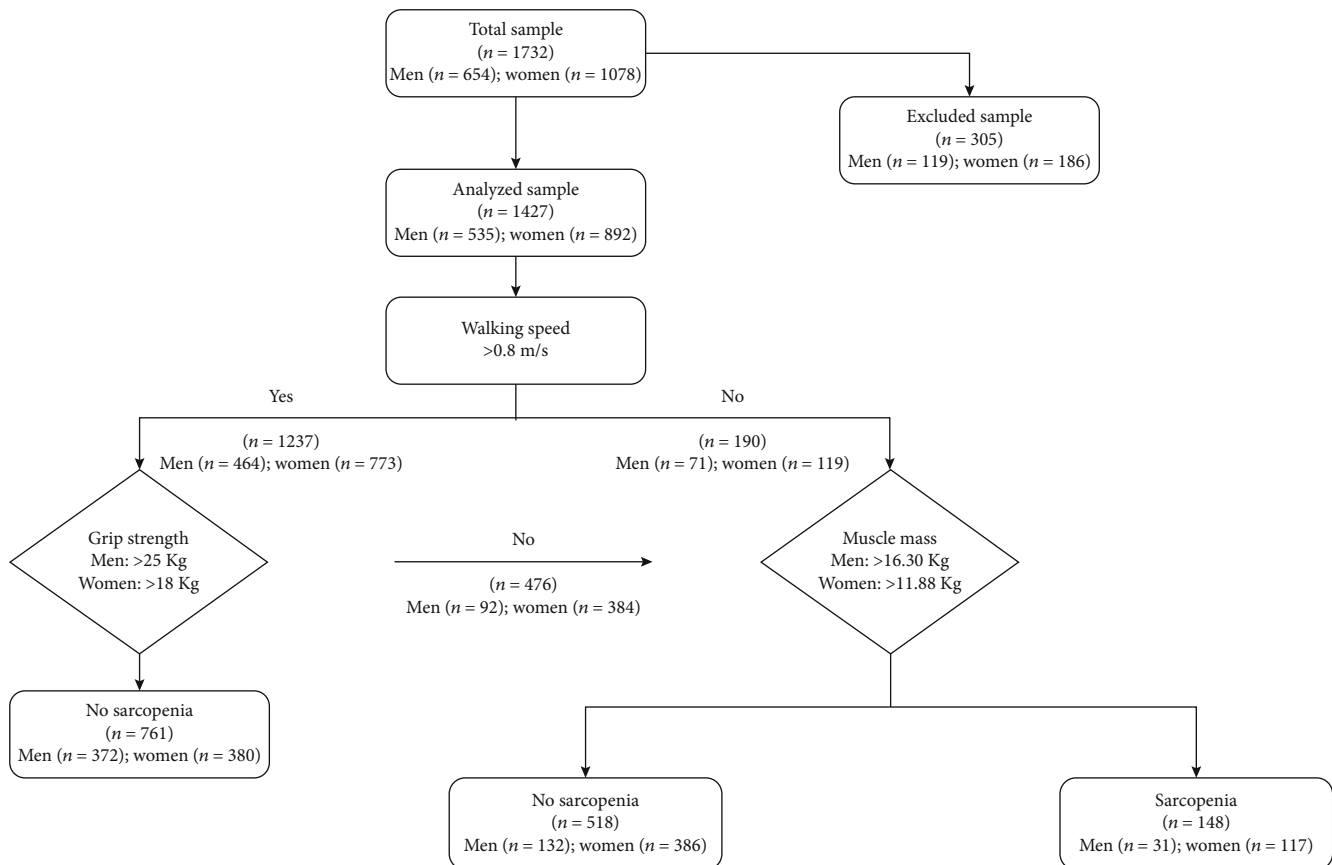 Total sample
(n = 1732)
Men (n = 654); women (n = 1078)
Excluded sample
(n = 305)
Men (n = 119); women (n = 186)
Analyzed sample
(n = 1427)
Men (n = 535); women (n = 892)
Walking speed
>0.8 m/s
Yes
No
(n = 1237)
Men (n = 464); women (n = 773)
(n = 190)
Men (n = 71); women (n = 119)
Grip strength
Men: >25 Kg
Women: >18 Kg
No
(n = 476)
Men (n = 92); women (n = 384)
Muscle mass
Men: >16.30 Kg
Women: >11.88 Kg
No sarcopenia
(n = 761)
Men (n = 372); women (n = 380)
No sarcopenia
(n = 518)
Men (n = 132); women (n = 386)
Sarcopenia
(n = 148)
Men (n = 31); women (n = 117)